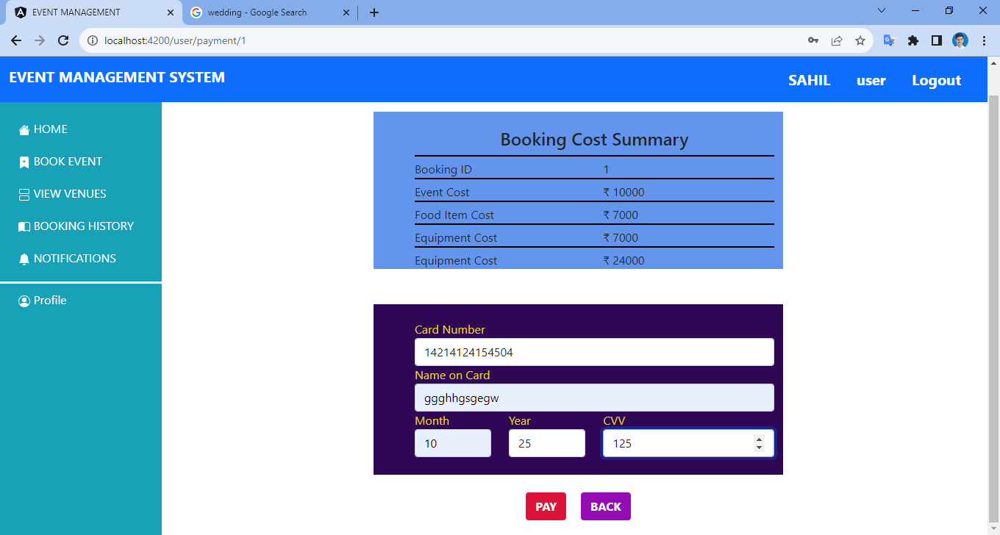 EVENT MANAGEMENT
wedding - Google Search
localhost:4200/user/payment/1
EVENT MANAGEMENT SYSTEM
SAHIL user Logout
HOME
BOOK EVENT
VIEW VENUES
BOOKING HISTORY
NOTIFICATIONS
Profile
Booking Cost Summary
Booking ID 1
Event Cost ₹ 10000
Food Item Cost ₹ 7000
Equipment Cost ₹ 7000
Equipment Cost ₹ 24000
Card Number
14214124154504
Name on Card
ggghhgsgegw
Month Year CVV
10 25 125
PAY BACK